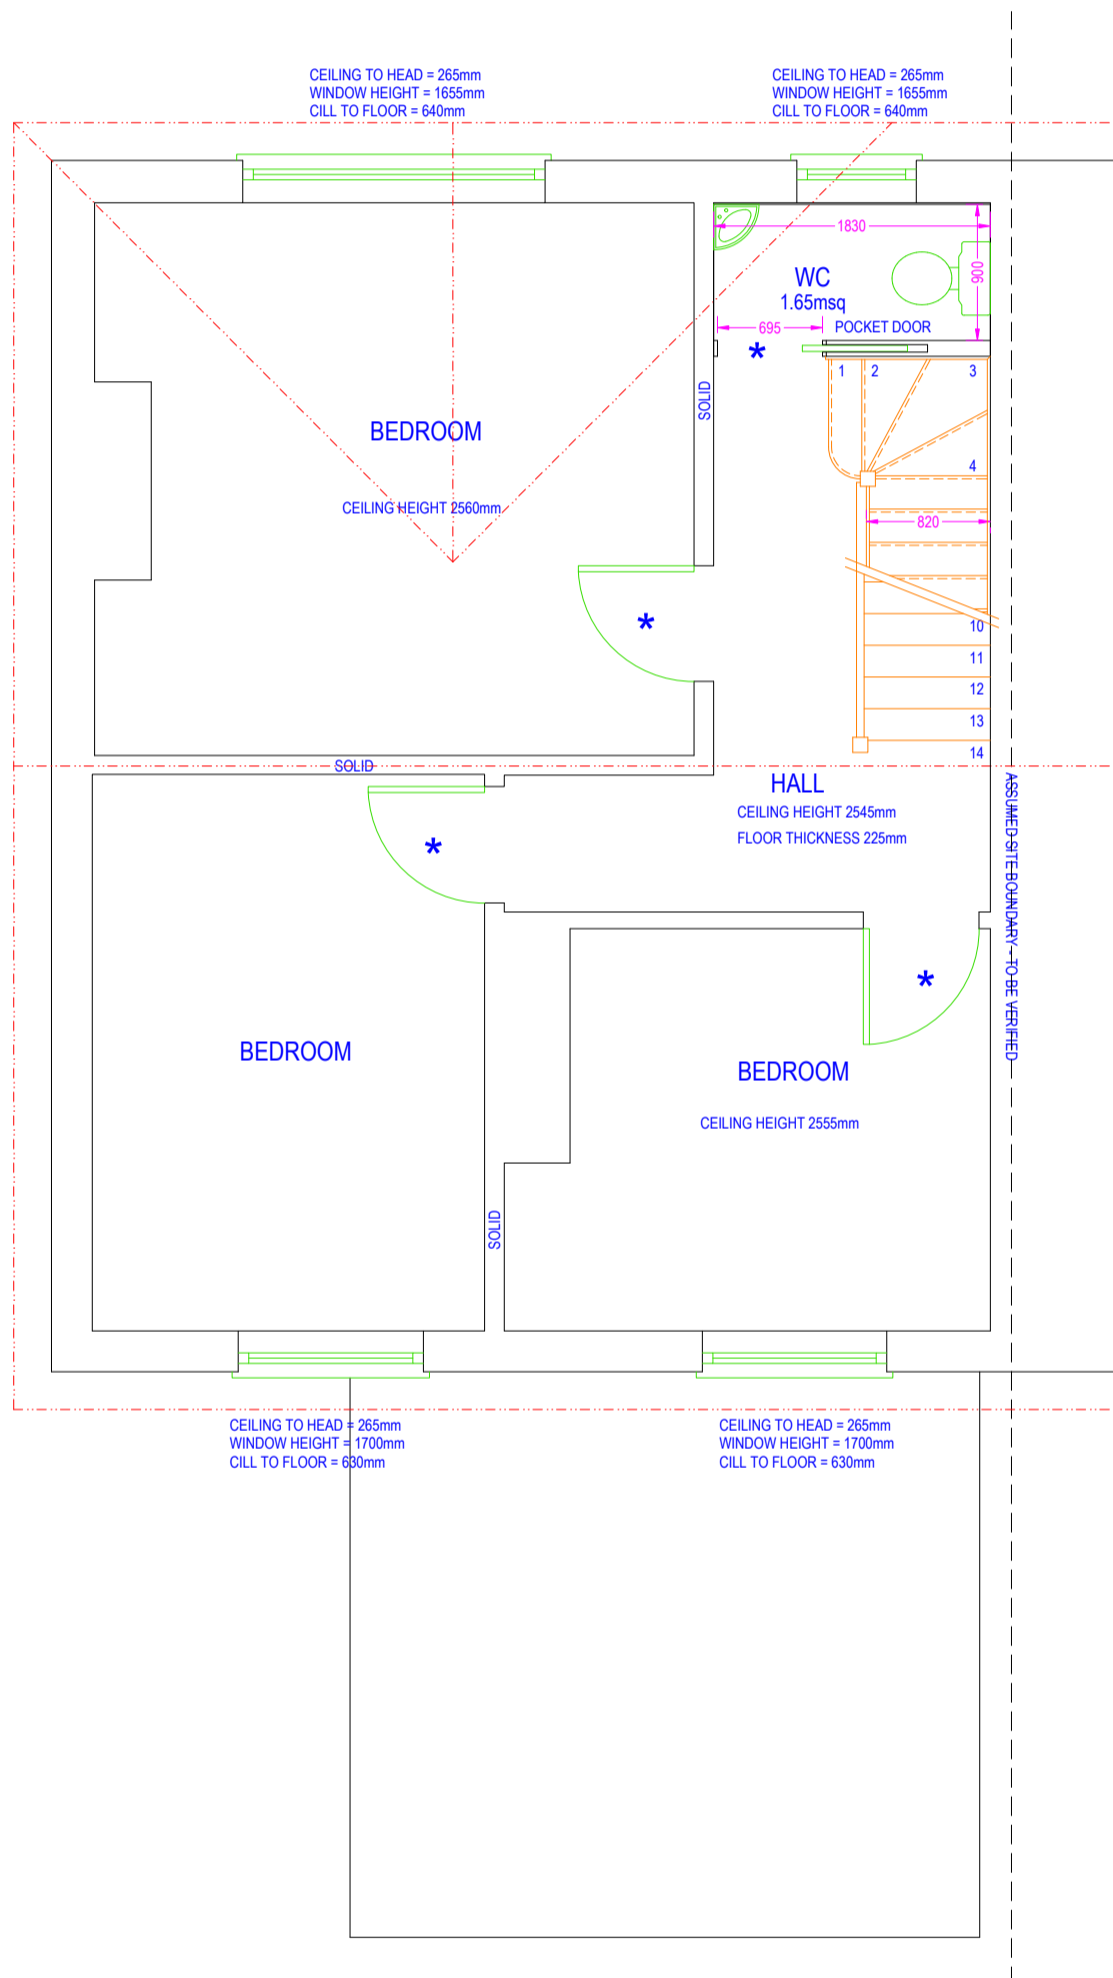 CEILING TO HEAD = 265mm
WINDOW HEIGHT = 1655mm
CILL TO FLOOR = 640mm
CEILING TO HEAD = 265mm
WINDOW HEIGHT = 1655mm
CILL TO FLOOR = 640mm
1830
900
WC
1.65msq
695
POCKET DOOR
*
1
2
3
SOLID
BEDROOM
4
CEILING HEIGHT 2560mm
820
*
10
11
12
13
14
SOLID
HALL
CEILING HEIGHT 2545mm
FLOOR THICKNESS 225mm
*
ASSUMED SITE BOUNDARY - TO BE VERIFIED
*
BEDROOM
BEDROOM
CEILING HEIGHT 2555mm
SOLID
CEILING TO HEAD = 265mm
WINDOW HEIGHT = 1700mm
CILL TO FLOOR = 630mm
CEILING TO HEAD = 265mm
WINDOW HEIGHT = 1700mm
CILL TO FLOOR = 630mm